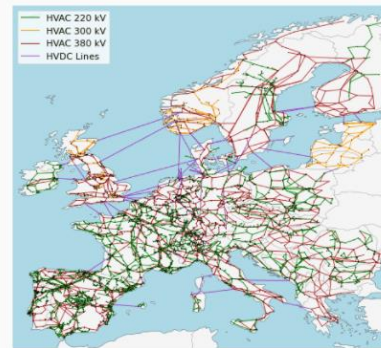 HVAC 220 kV
HVAC 300 kV
HVAC 380 kV
HVDC Lines